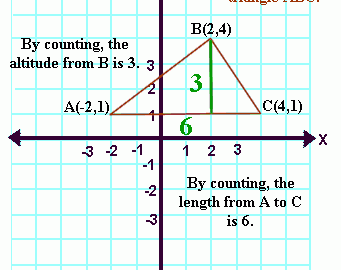 triangle ABC.
B(2,4)
By counting, the
altitude from B is 3.
3
2
1
3
A(-2,1)
C(4,1)
6
x
-3 -2 -1 1 2 3
-1
-2
-3
By counting, the
length from A to C
is 6.